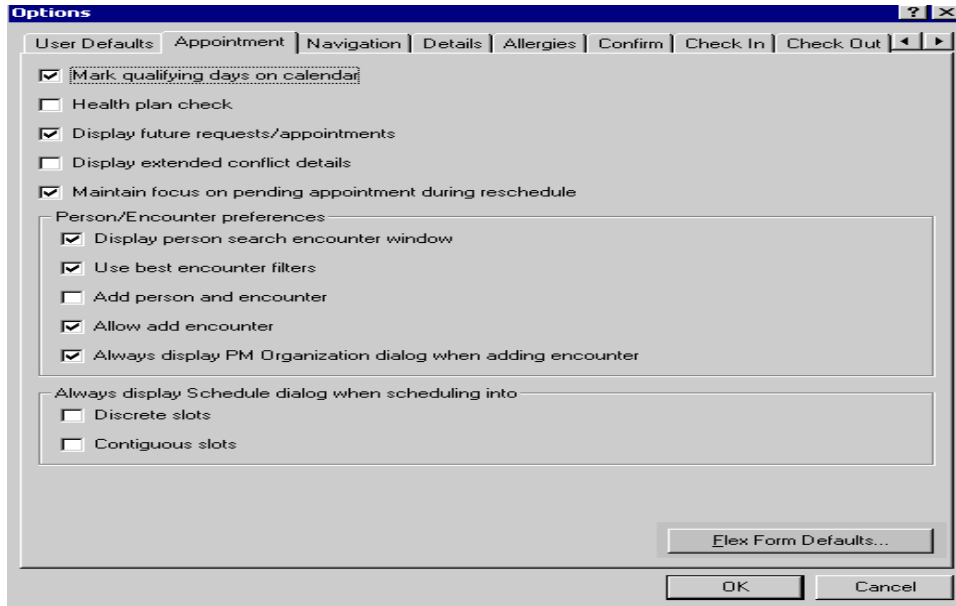 Options
User Defaults Appointment Navigation Details Allergies Confirm Check In Check Out
Mark qualifying days on calendar
Health plan check
Display future requests/appointments
Display extended conflict details
Maintain focus on pending appointment during reschedule
Person/Encounter preferences
Display person search encounter window
Use best encounter filters
Add person and encounter
Allow add encounter
Always display PM Organization dialog when adding encounter
Always display Schedule dialog when scheduling into
Discrete slots
Contiguous slots
Flex Form Defaults...
OK Cancel